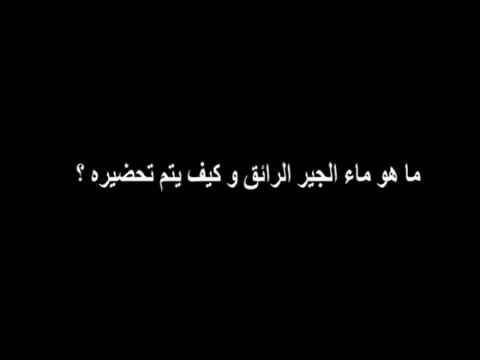 ما هو ماء الجير الرائق و كيف يتم تحضيره ؟